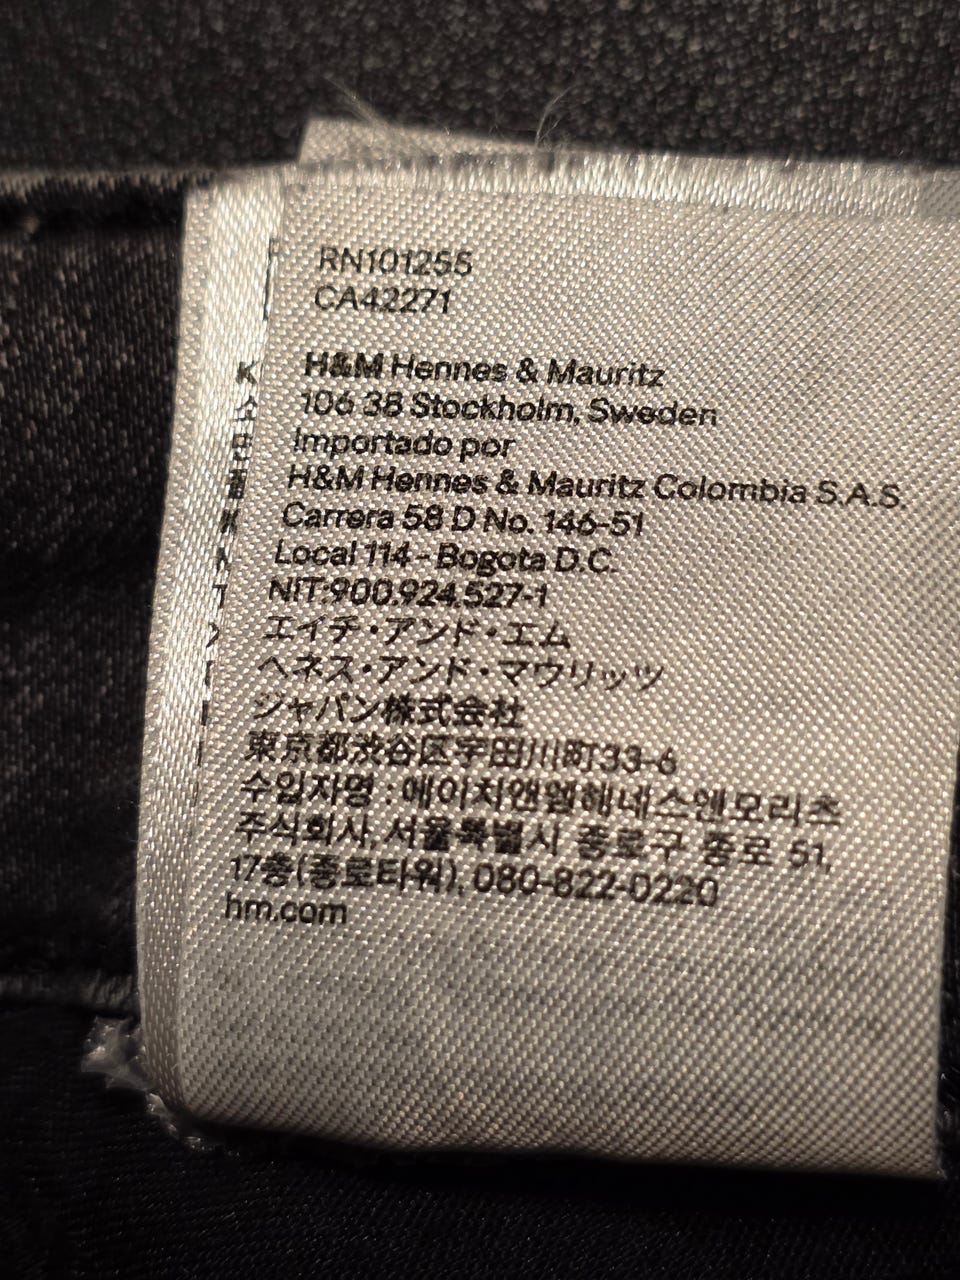 RN101255
CA42271
H&M Hennes & Mauritz
106 38 Stockholm, Sweden
Importado por
H&M Hennes & Mauritz Colombia S.A.S.
Carrera 58 D No. 146-51
Local 114 - Bogota D.C.
NIT:900.924.527-1
エイチ・アンド・エム
ヘネス・アンド・マウリッツ
ジャパン株式会社
東京都渋谷区宇田川町33-6
수입자명 : 에이치앤엠헤네스앤모리츠
주식회사, 서울특별시 종로구 종로 51,
17층(종로타워), 080-822-0220
hm.com